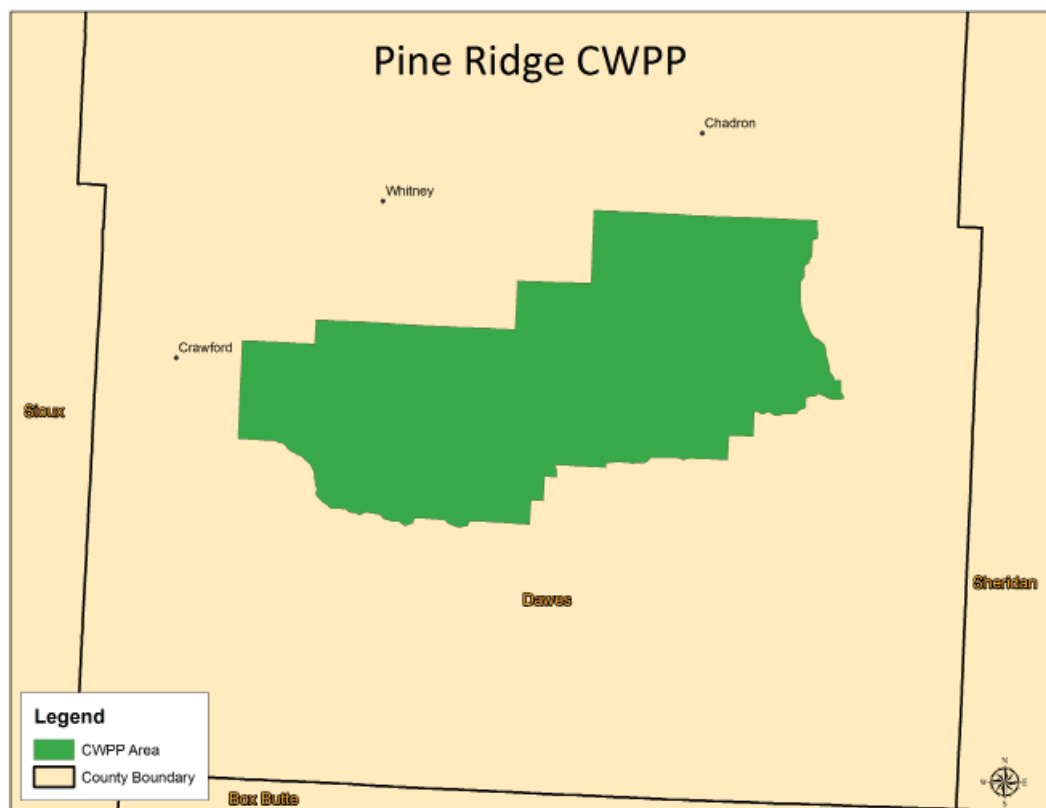 Pine Ridge CWPP
Chadron
Whitney
Crawford
Sioux
Sheridan
Dawes
Legend
CWPP Area
County Boundary
Box Butte
N
W E
S